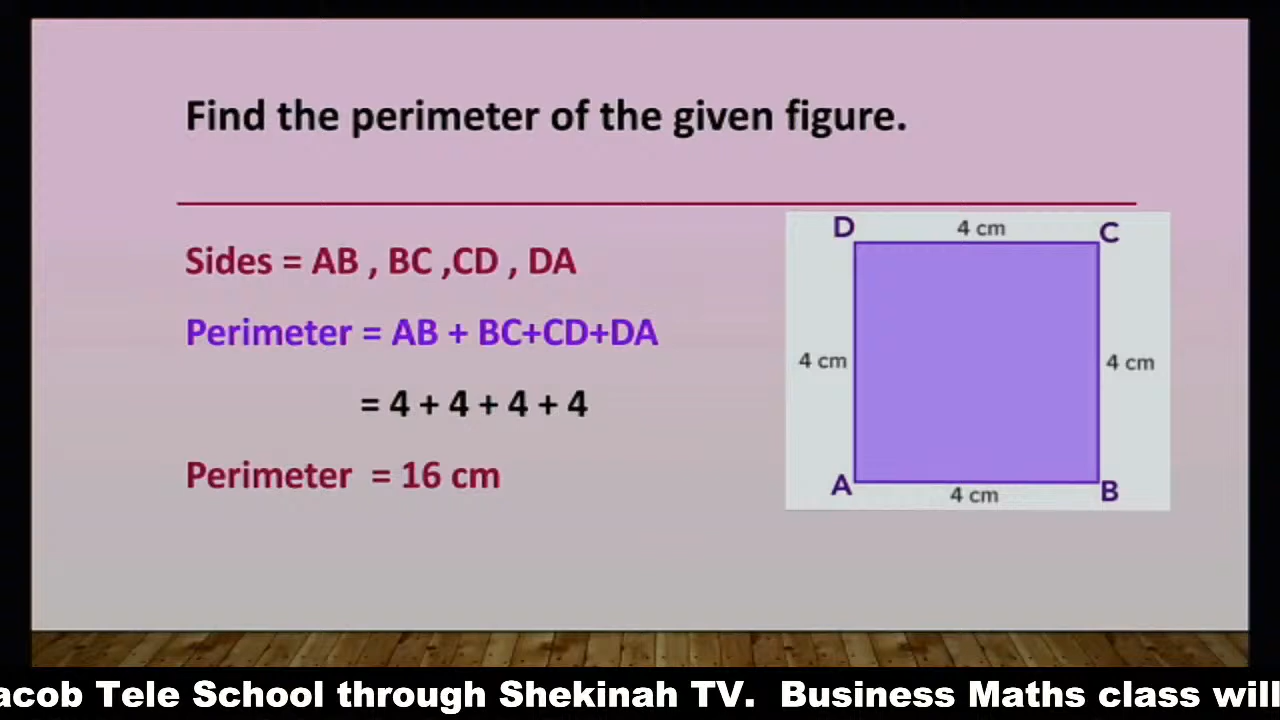 Find the perimeter of the given figure.
Sides = AB , BC ,CD , DA
Perimeter = AB + BC+CD+DA
= 4 + 4 + 4 + 4
Perimeter = 16 cm
D 4 cm C
4 cm 4 cm
A 4 cm B
acob Tele School through Shekinah TV. Business Maths class will